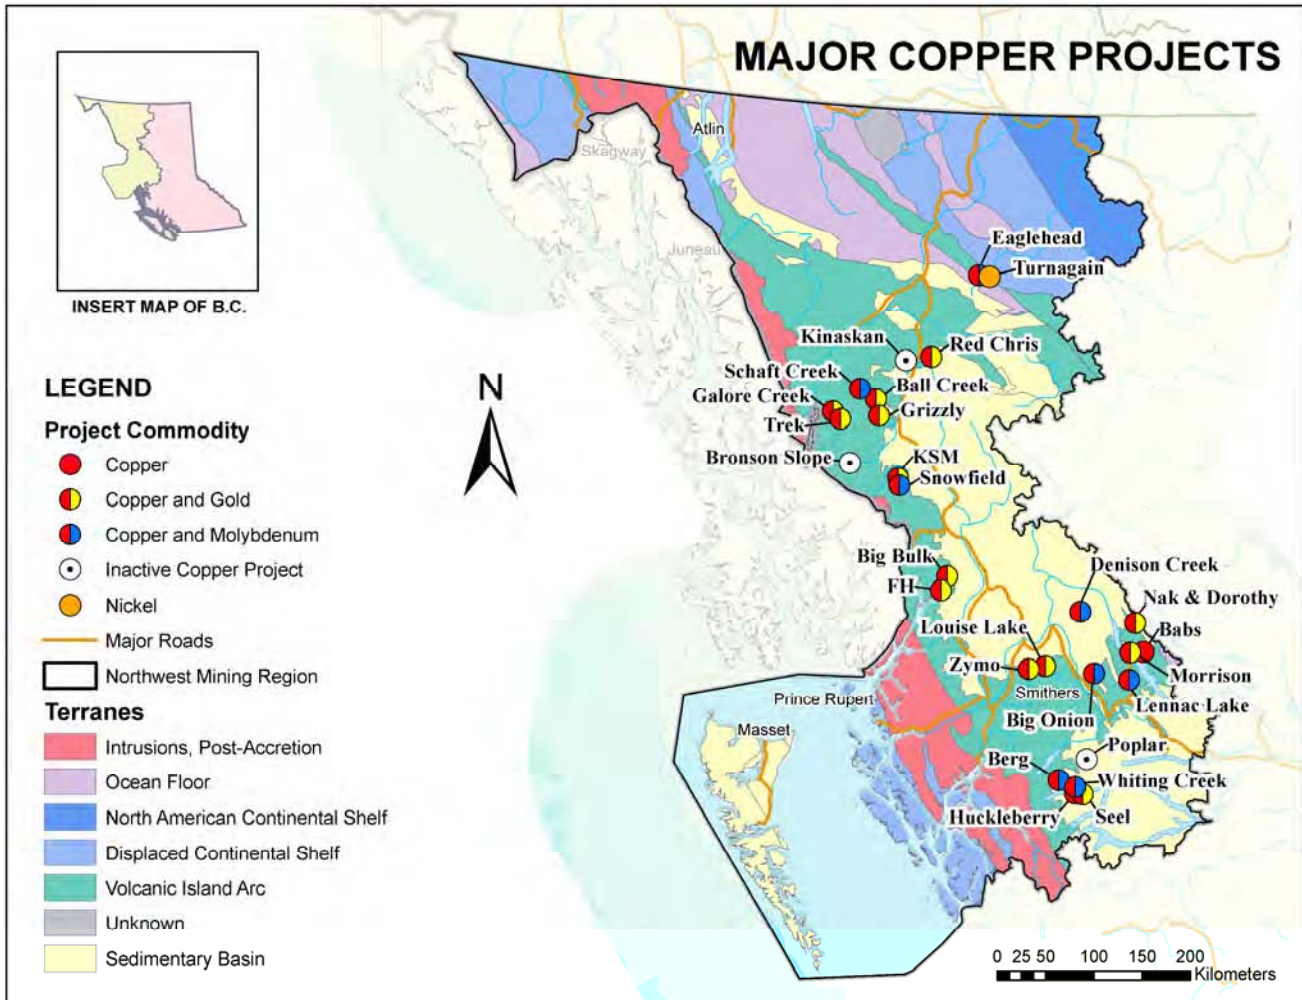 MAJOR COPPER PROJECTS
INSERT MAP OF B.C.
LEGEND
Project Commodity
Copper
Copper and Gold
Copper and Molybdenum
Inactive Copper Project
Nickel
Major Roads
Northwest Mining Region
Terranes
Intrusions, Post-Accretion
Ocean Floor
North American Continental Shelf
Displaced Continental Shelf
Volcanic Island Arc
Unknown
Sedimentary Basin
N
Atlin
Skagway
Juneau
Eaglehead
Turnagain
Kinaskan
Red Chris
Schaft Creek
Ball Creek
Galore Creek
Grizzly
Trek
Bronson Slope
KSM
Snowfield
Big Bulk
FH
Denison Creek
Nak & Dorothy
Louise Lake
Babs
Zymo
Morrison
Smithers
Prince Rupert
Lennac Lake
Big Onion
Masset
Poplar
Berg
Whiting Creek
Huckleberry
Seel
0 25 50 100 150 200
Kilometers